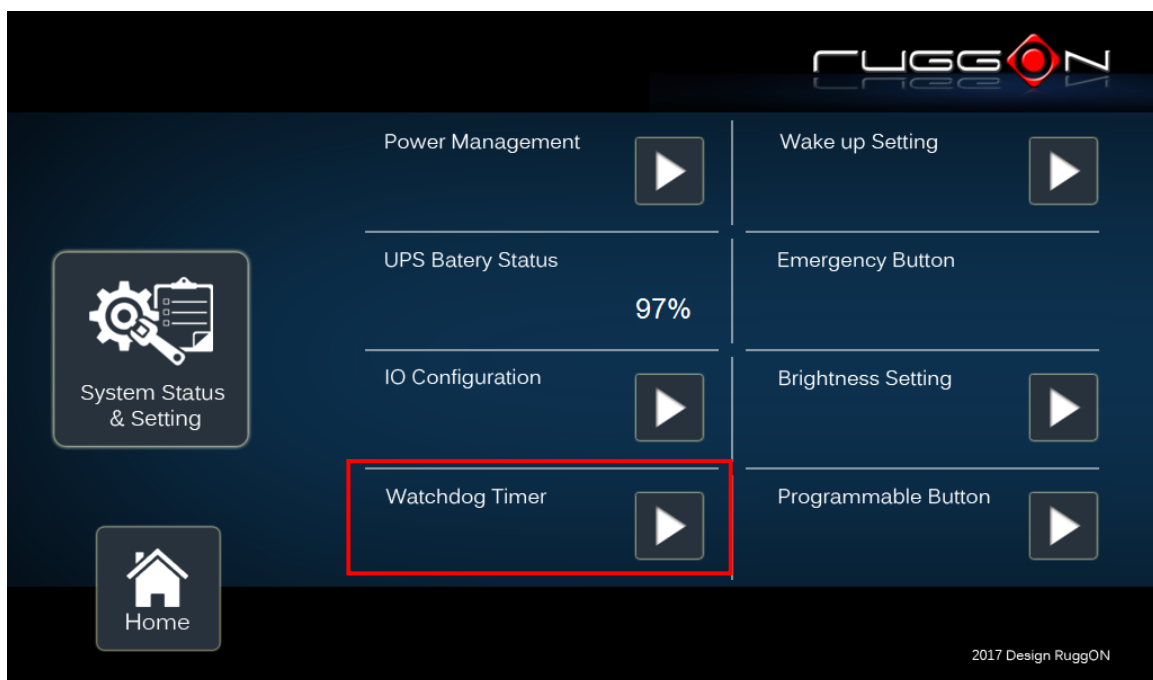 ruggON
Power Management
Wake up Setting
UPS Batery Status
97%
Emergency Button
IO Configuration
Brightness Setting
System Status
& Setting
Watchdog Timer
Programmable Button
Home
2017 Design RuggON